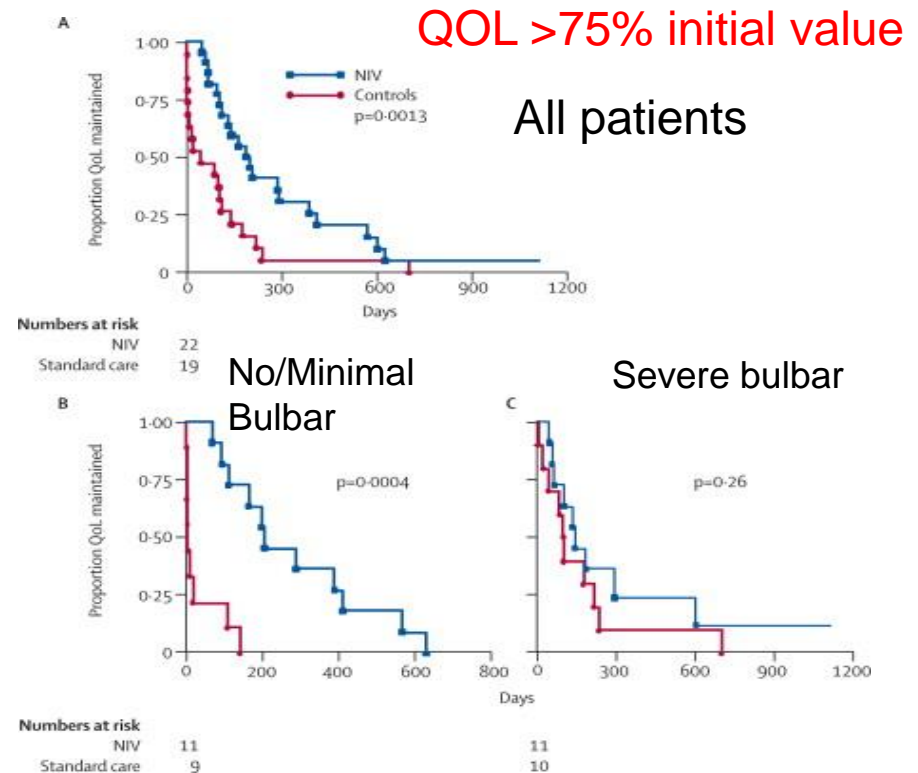 QOL >75% initial value
A
1·00
0·75
0·50
0·25
0
Proportion QoL maintained
NIV
Controls
p=0·0013
All patients
0 300 600 900 1200
Days
Numbers at risk
NIV 22
Standard care 19
No/Minimal
Bulbar
Severe bulbar
B
1·00
0·75
0·50
0·25
0
Proportion QoL maintained
p=0·0004
0 200 400 600 800
C
p=0·26
0 300 600 900 1200
Days
Numbers at risk
NIV 11 11
Standard care 9 10